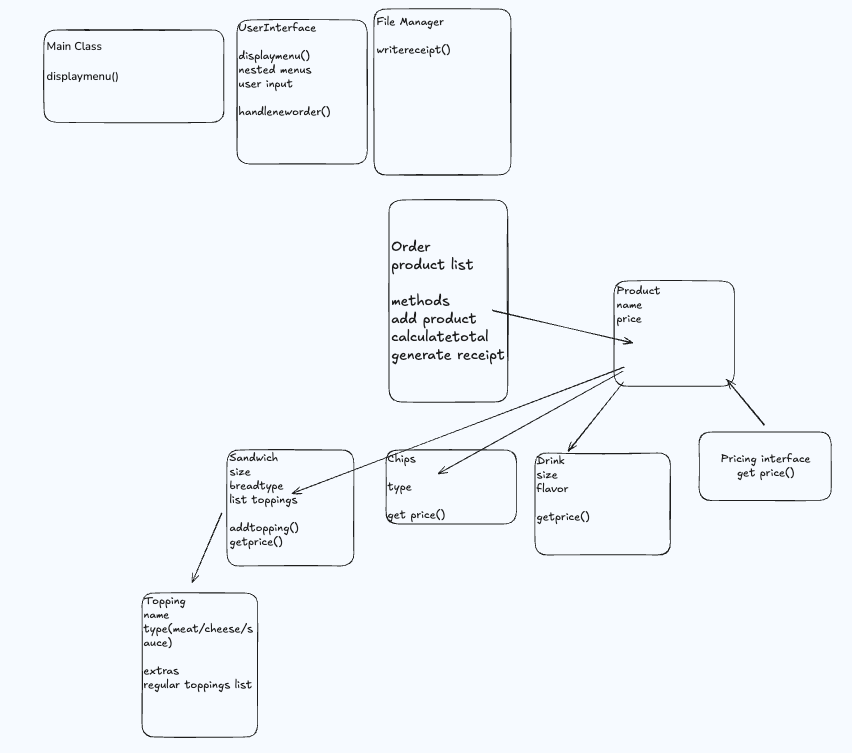 Main Class
displaymenu()
UserInterface
displaymenu()
nested menus
user input
handleneworder()
File Manager
writereceipt()
Order
product list
methods
add product
calculatetotal
generate receipt
Product
name
price
Pricing interface
get price()
Sandwich
size
breadtype
list toppings
addtopping()
getprice()
Chips
type
get price()
Drink
size
flavor
getprice()
Topping
name
type(meat/cheese/s
auce)
extras
regular toppings list